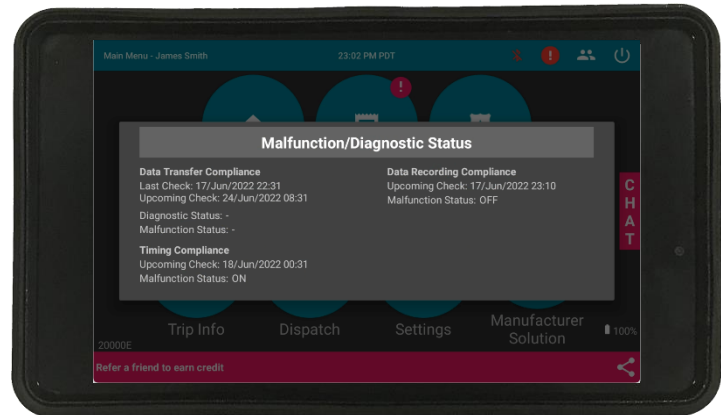 Main Menu - James Smith
23:02 PM PDT
Malfunction/Diagnostic Status
Data Transfer Compliance
Last Check: 17/Jun/2022 22:31
Upcoming Check: 24/Jun/2022 08:31
Diagnostic Status: -
Malfunction Status: -
Timing Compliance
Upcoming Check: 18/Jun/2022 00:31
Malfunction Status: ON
Data Recording Compliance
Upcoming Check: 17/Jun/2022 23:10
Malfunction Status: OFF
CHAT
Trip Info
Dispatch
Settings
Manufacturer
Solution
100%
20000E
Refer a friend to earn credit